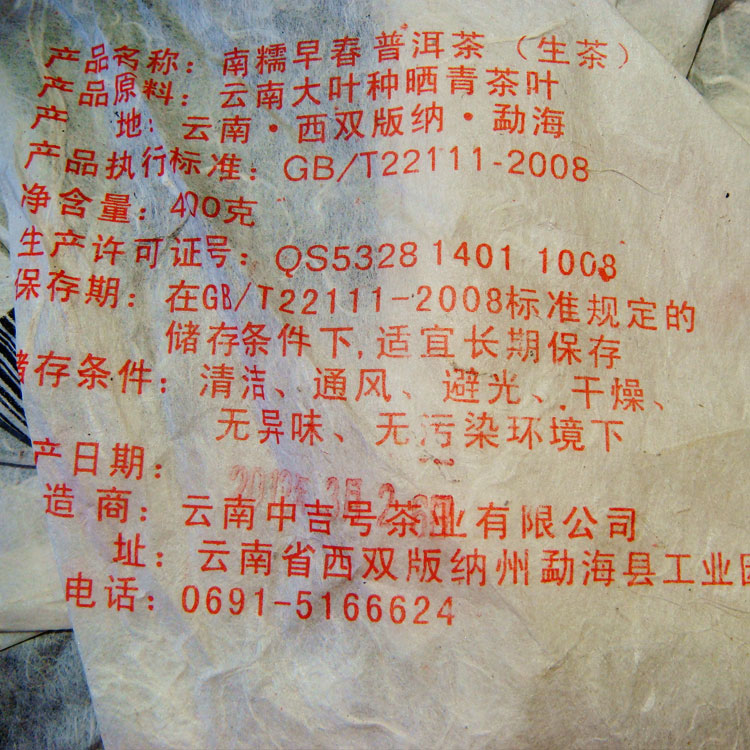 产品名称：南糯早春普洱茶（生茶）
产品原料：云南大叶种晒青茶叶
产 地：云南·西双版纳·勐海
产品执行标准：GB/T22111-2008
净含量：400克
生产许可证号：QS5328 1401 1008
保存期：在GB/T22111-2008标准规定的
储存条件下,适宜长期保存
储存条件：清洁、通风、避光、干燥、
无异味、无污染环境下
产日期：
造商：云南中吉号茶业有限公司
址：云南省西双版纳州勐海县工业园
电话：0691-5166624